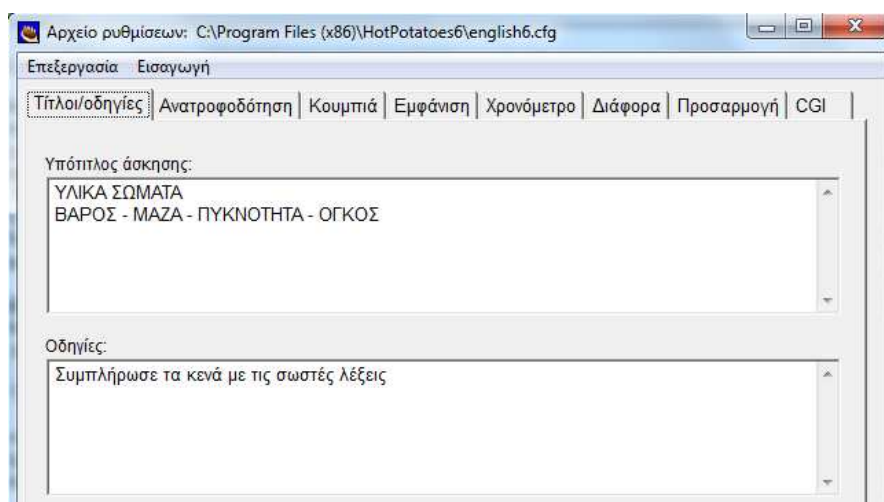 Αρχείο ρυθμίσεων: C:\Program Files (x86)\HotPotatoes6\english6.cfg
Επεξεργασία Εισαγωγή
Τίτλοι/οδηγίες Ανατροφοδότηση Κουμπιά Εμφάνιση Χρονόμετρο Διάφορα Προσαρμογή CGI
Υπότιτλος άσκησης:
ΥΛΙΚΑ ΣΩΜΑΤΑ
ΒΑΡΟΣ - ΜΑΖΑ - ΠΥΚΝΟΤΗΤΑ - ΟΓΚΟΣ
Οδηγίες:
Συμπλήρωσε τα κενά με τις σωστές λέξεις